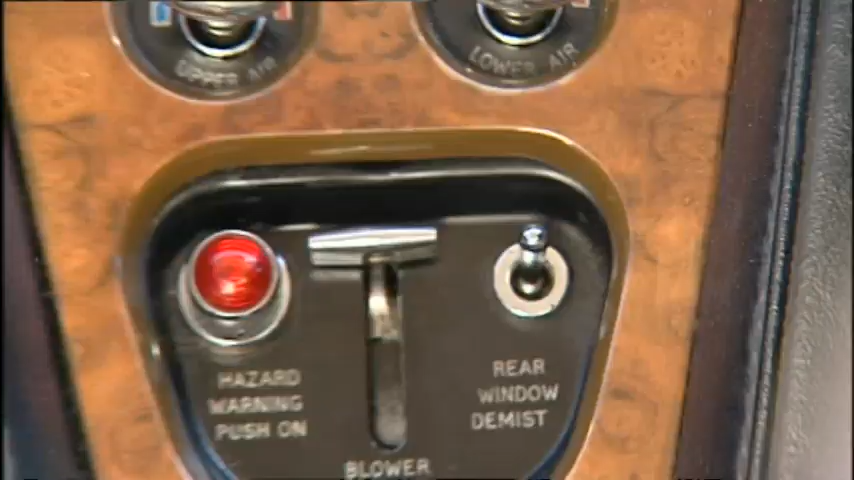 UPPER AIR
LOWER AIR
HAZARD
WARNING
PUSH ON
BLOWER
REAR
WINDOW
DEMIST